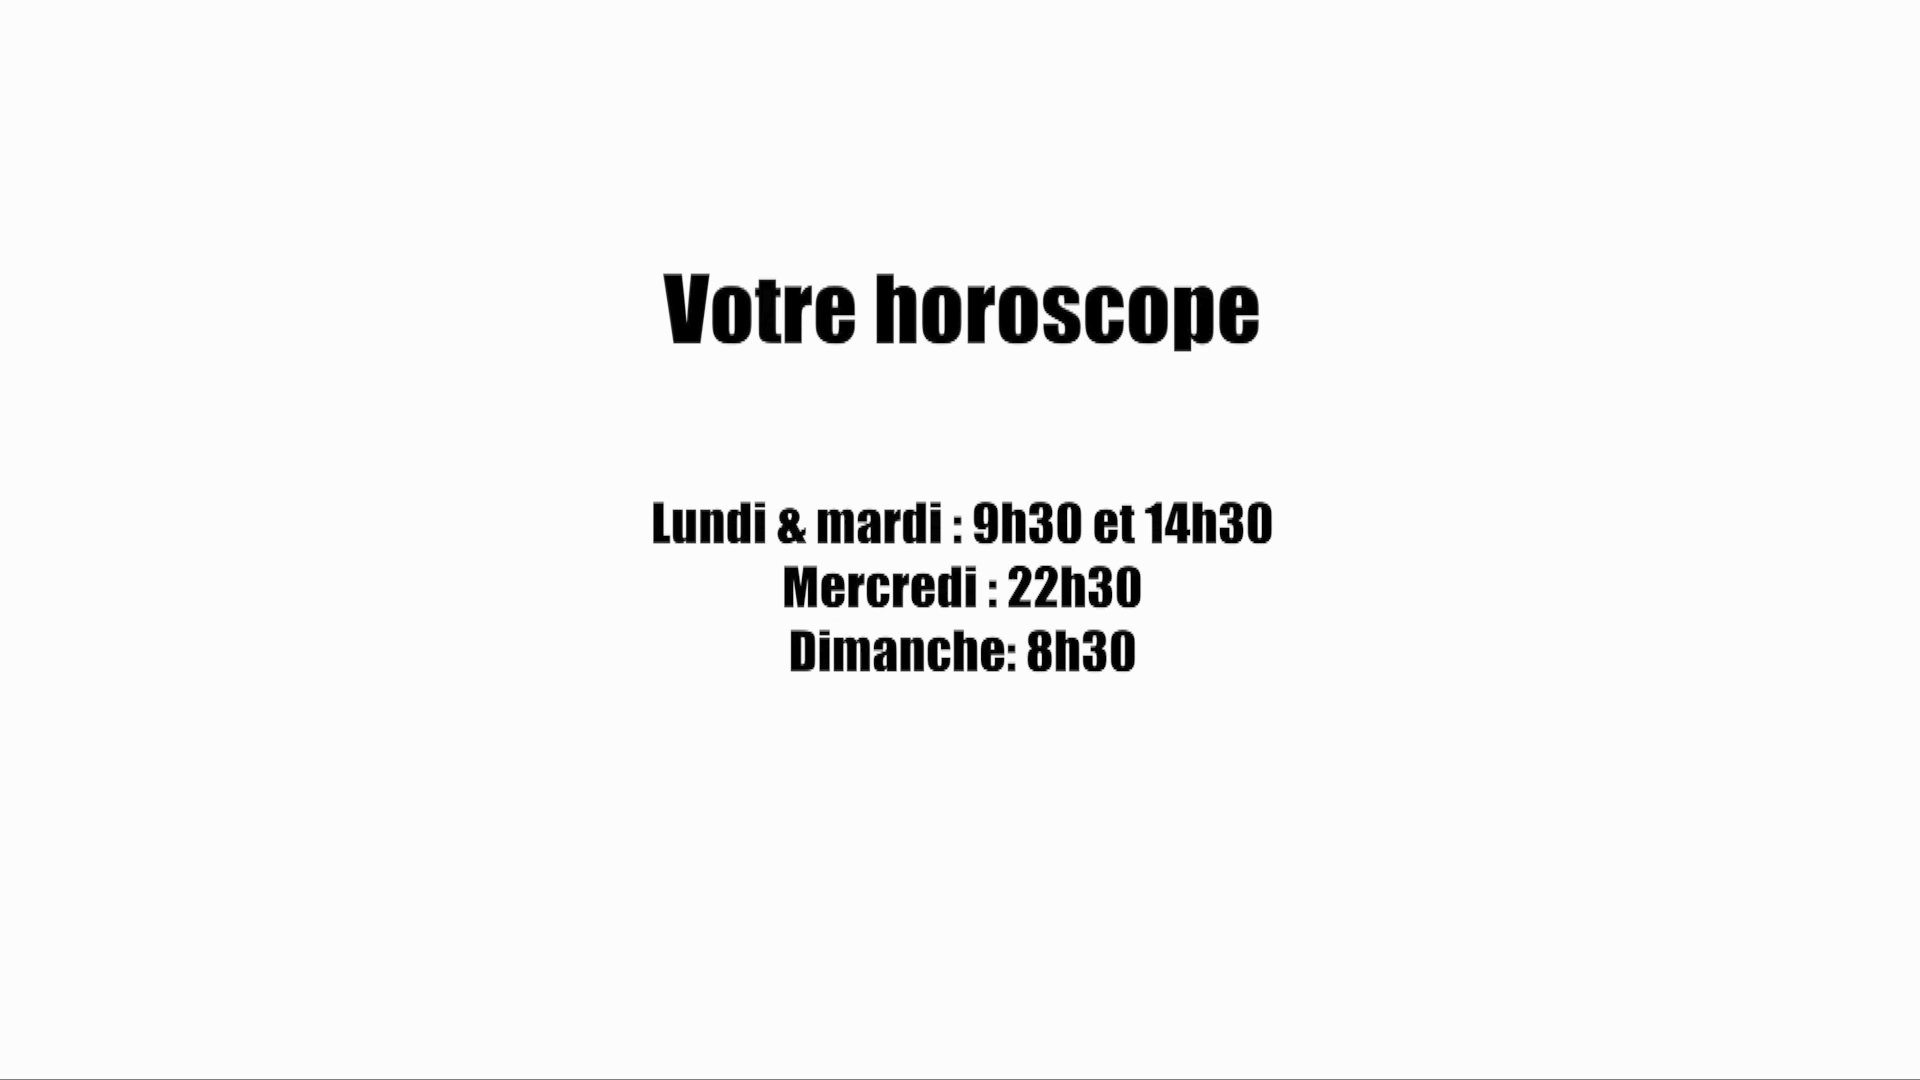 Votre horoscope
Lundi & mardi : 9h30 et 14h30
Mercredi : 22h30
Dimanche: 8h30